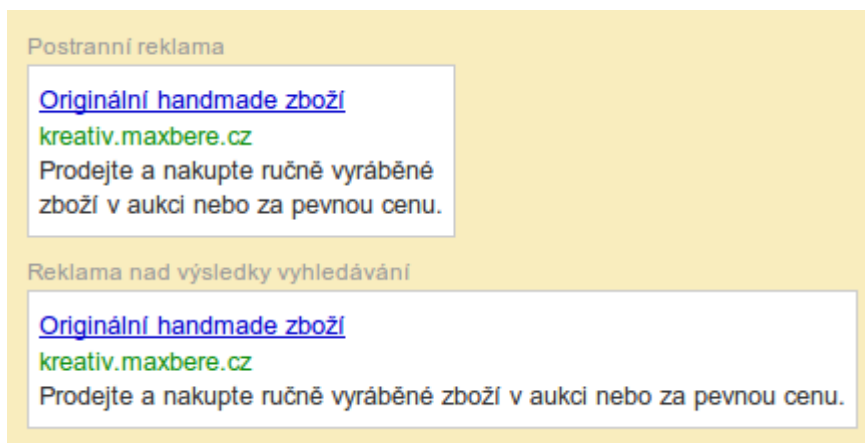 Postranní reklama
Originální handmade zboží
kreativ.maxbere.cz
Prodejte a nakupte ručně vyráběné
zboží v aukci nebo za pevnou cenu.
Reklama nad výsledky vyhledávání
Originální handmade zboží
kreativ.maxbere.cz
Prodejte a nakupte ručně vyráběné zboží v aukci nebo za pevnou cenu.